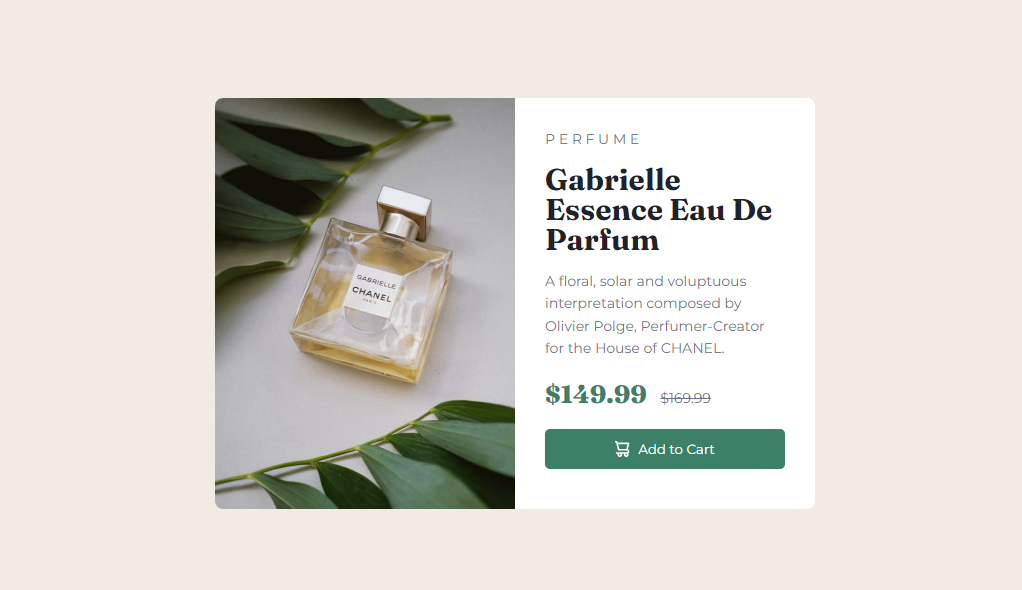 GABRIELLE
CHANEL
PARIS
PERFUME
Gabrielle
Essence Eau De
Parfum
A floral, solar and voluptuous
interpretation composed by
Olivier Polge, Perfumer-Creator
for the House of CHANEL.
$149.99 $169.99
Add to Cart